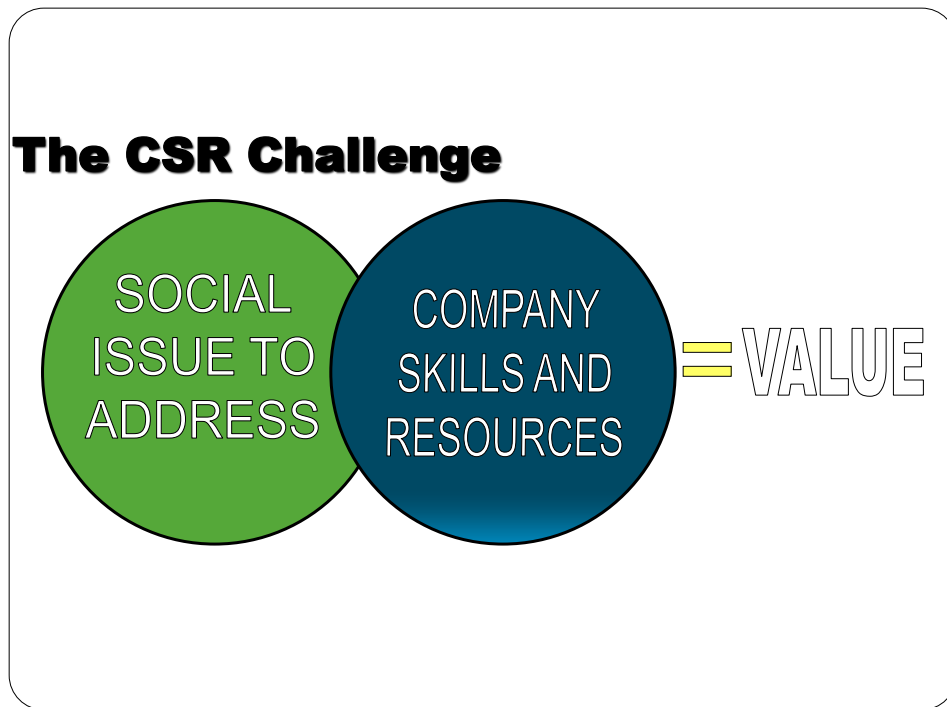 The CSR Challenge
SOCIAL
ISSUE TO
ADDRESS
COMPANY
SKILLS AND
RESOURCES
= VALUE